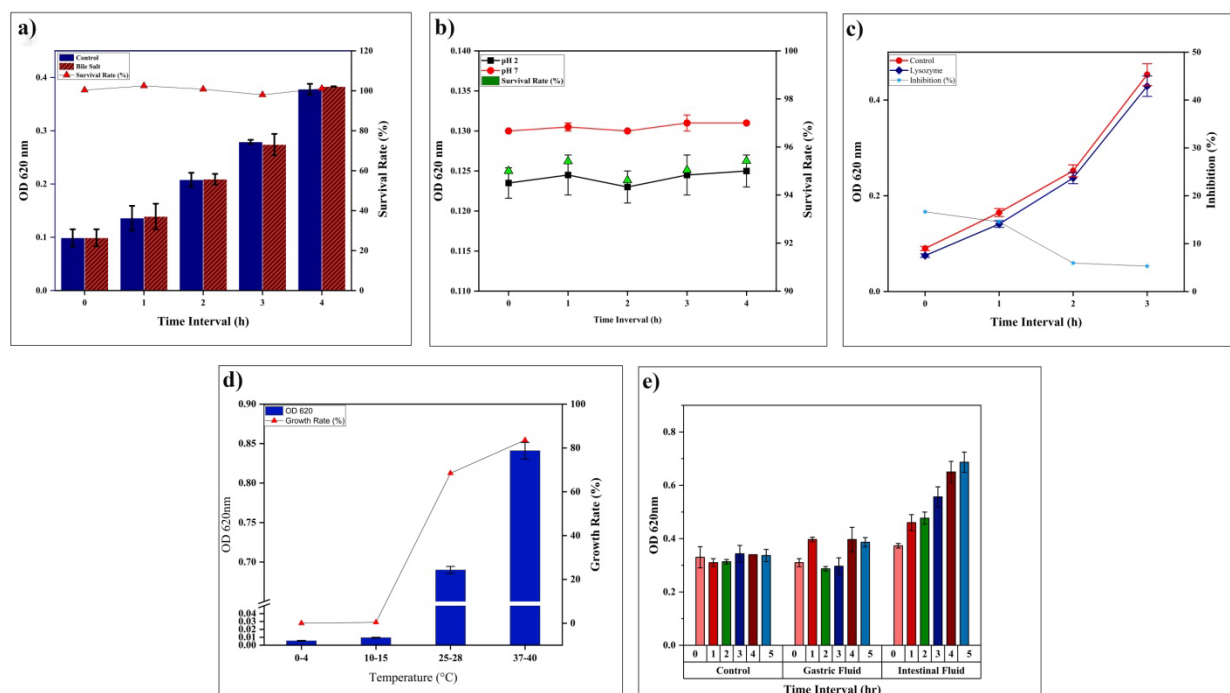 a)
Control
Bile Salt
Survival Rate (%)
OD 620 nm
0.4
0.3
0.2
0.1
0.0
120
100
80
60
40
20
0
Survival Rate (%)
0 1 2 3 4
Time Interval (h)
b)
pH 2
pH 7
Survival Rate (%)
OD 620 nm
0.140
0.135
0.130
0.125
0.120
0.115
0.110
100
98
96
94
92
90
Survival Rate (%)
0 1 2 3 4
Time Inverval (h)
c)
Control
Lysozyme
Inhibition (%)
OD 620 nm
0.4
0.2
0.0
50
40
30
20
10
0
Inhibition (%)
0 1 2 3
Time Interval (h)
d)
OD 620
Growth Rate (%)
OD 620nm
0.90
0.85
0.80
0.75
0.70
0.04
0.03
0.02
0.01
0.00
100
80
60
40
20
0
Growth Rate (%)
0-4 10-15 25-28 37-40
Temperature (°C)
e)
OD 620nm
0.8
0.6
0.4
0.2
0.0
0 1 2 3 4 5 0 1 2 3 4 5 0 1 2 3 4 5
Control Gastric Fluid Intestinal Fluid
Time Interval (hr)